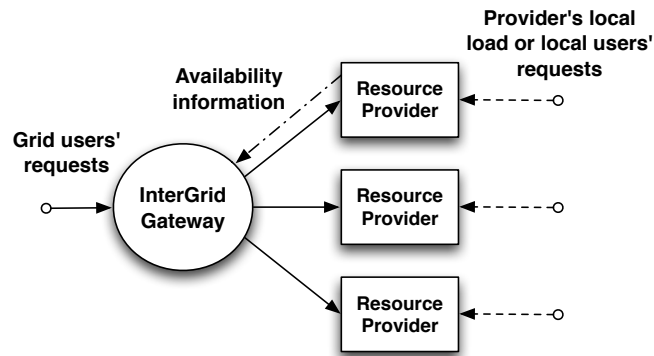 Provider's local
load or local users'
requests
Availability
information
Resource
Provider
Grid users'
requests
InterGrid
Gateway
Resource
Provider
Resource
Provider